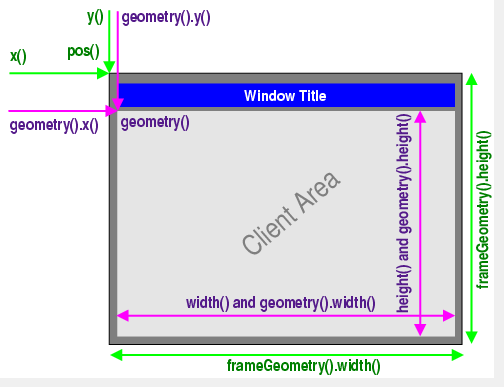 y()
geometry().y()
pos()
x()
Window Title
geometry().x()
geometry()
Client Area
height() and geometry().height()
frameGeometry().height()
width() and geometry().width()
frameGeometry().width()